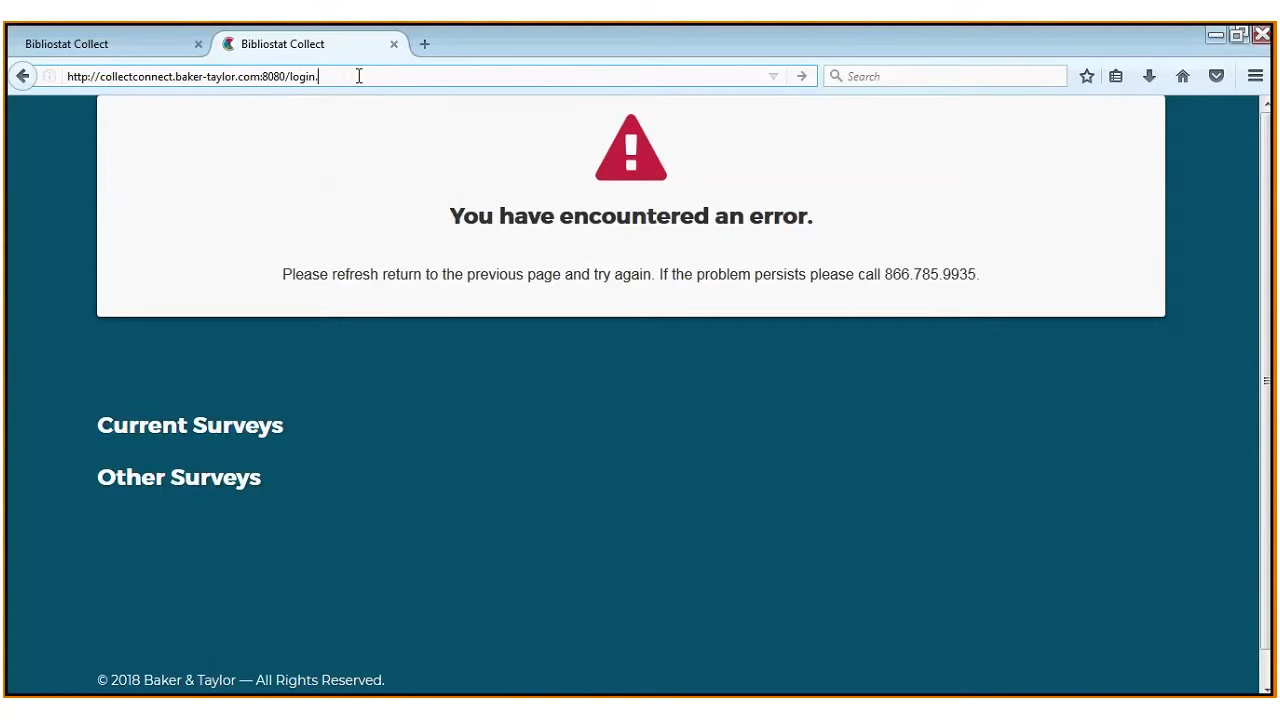 Bibliostat Collect
Bibliostat Collect
http://collectconnect.baker-taylor.com:8080/login.
Search
You have encountered an error.
Please refresh return to the previous page and try again. If the problem persists please call 866.785.9935.
Current Surveys
Other Surveys
© 2018 Baker & Taylor — All Rights Reserved.